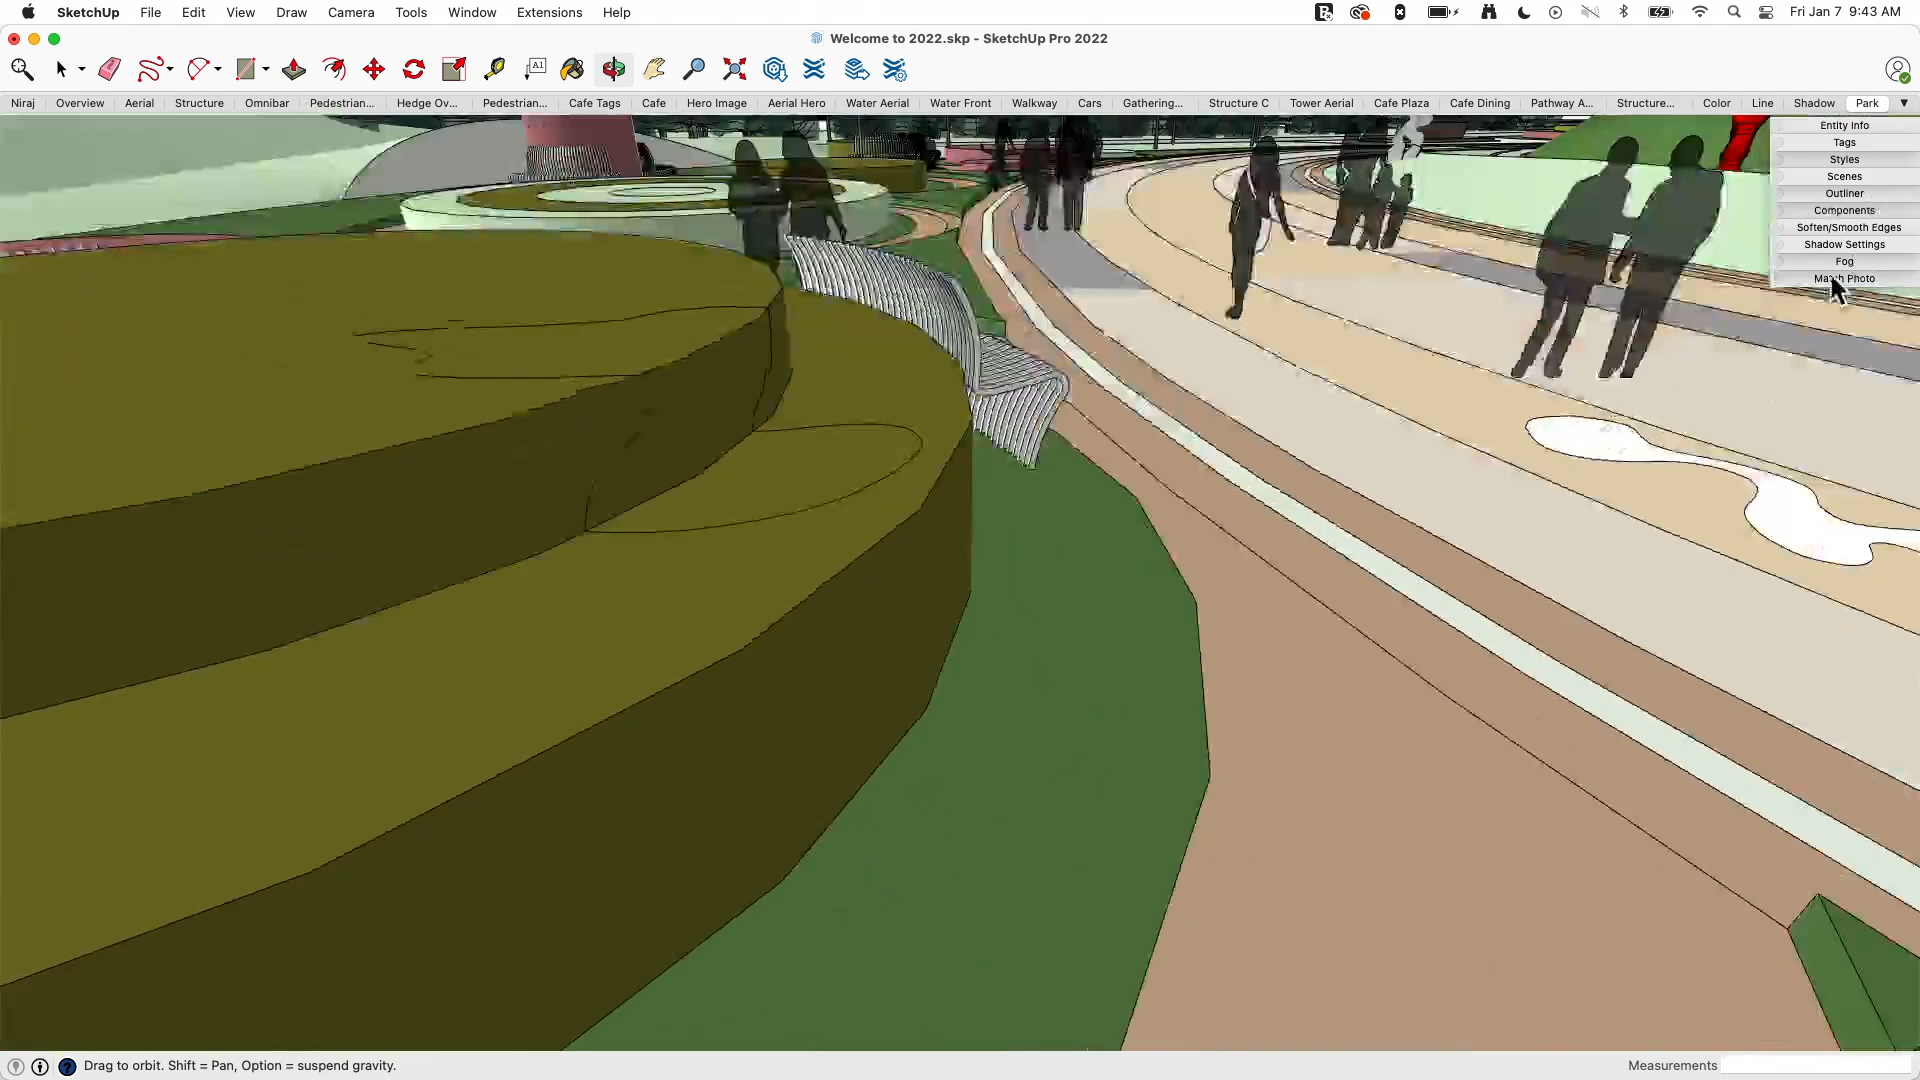 SketchUp File Edit View Draw Camera Tools Window Extensions Help Fri Jan 7 9:43 AM
Welcome to 2022.skp - SketchUp Pro 2022
A1
Niraj Overview Aerial Structure Omnibar Pedestrian... Hedge Ov... Pedestrian... Cafe Tags Cafe Hero Image Aerial Hero Water Aerial Water Front Walkway Cars Gathering... Structure C Tower Aerial Cafe Plaza Cafe Dining Pathway A... Structure... Color Line Shadow Park
Entity Info
Tags
Styles
Scenes
Outliner
Components
Soften/Smooth Edges
Shadow Settings
Fog
Match Photo
Drag to orbit. Shift = Pan, Option = suspend gravity. Measurements